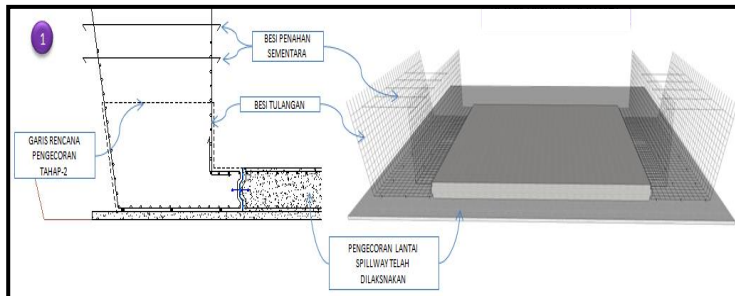 1
BESI PENAHAN
SEMENTARA
BESI TULANGAN
GARIS RENCANA
PENGECORAN
TAHAP-2
PENGECORAN LANTAI
SPILLWAY TELAH
DILAKSNAKAN